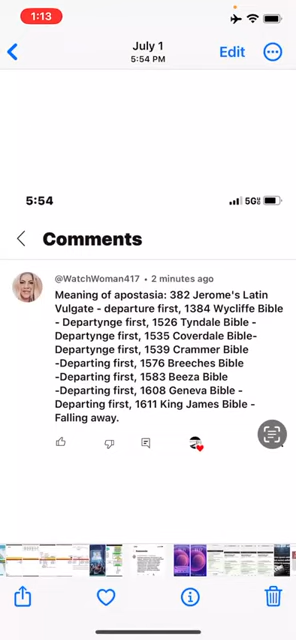 1:13
July 1
5:54 PM
Edit
5:54
5G
Comments
@WatchWoman417 • 2 minutes ago
Meaning of apostasia: 382 Jerome's Latin
Vulgate - departure first, 1384 Wycliffe Bible
- Departynge first, 1526 Tyndale Bible -
Departynge first, 1535 Coverdale Bible-
Departynge first, 1539 Crammer Bible
-Departing first, 1576 Breeches Bible
-Departing first, 1583 Beeza Bible
-Departing first, 1608 Geneva Bible -
Departing first, 1611 King James Bible -
Falling away.